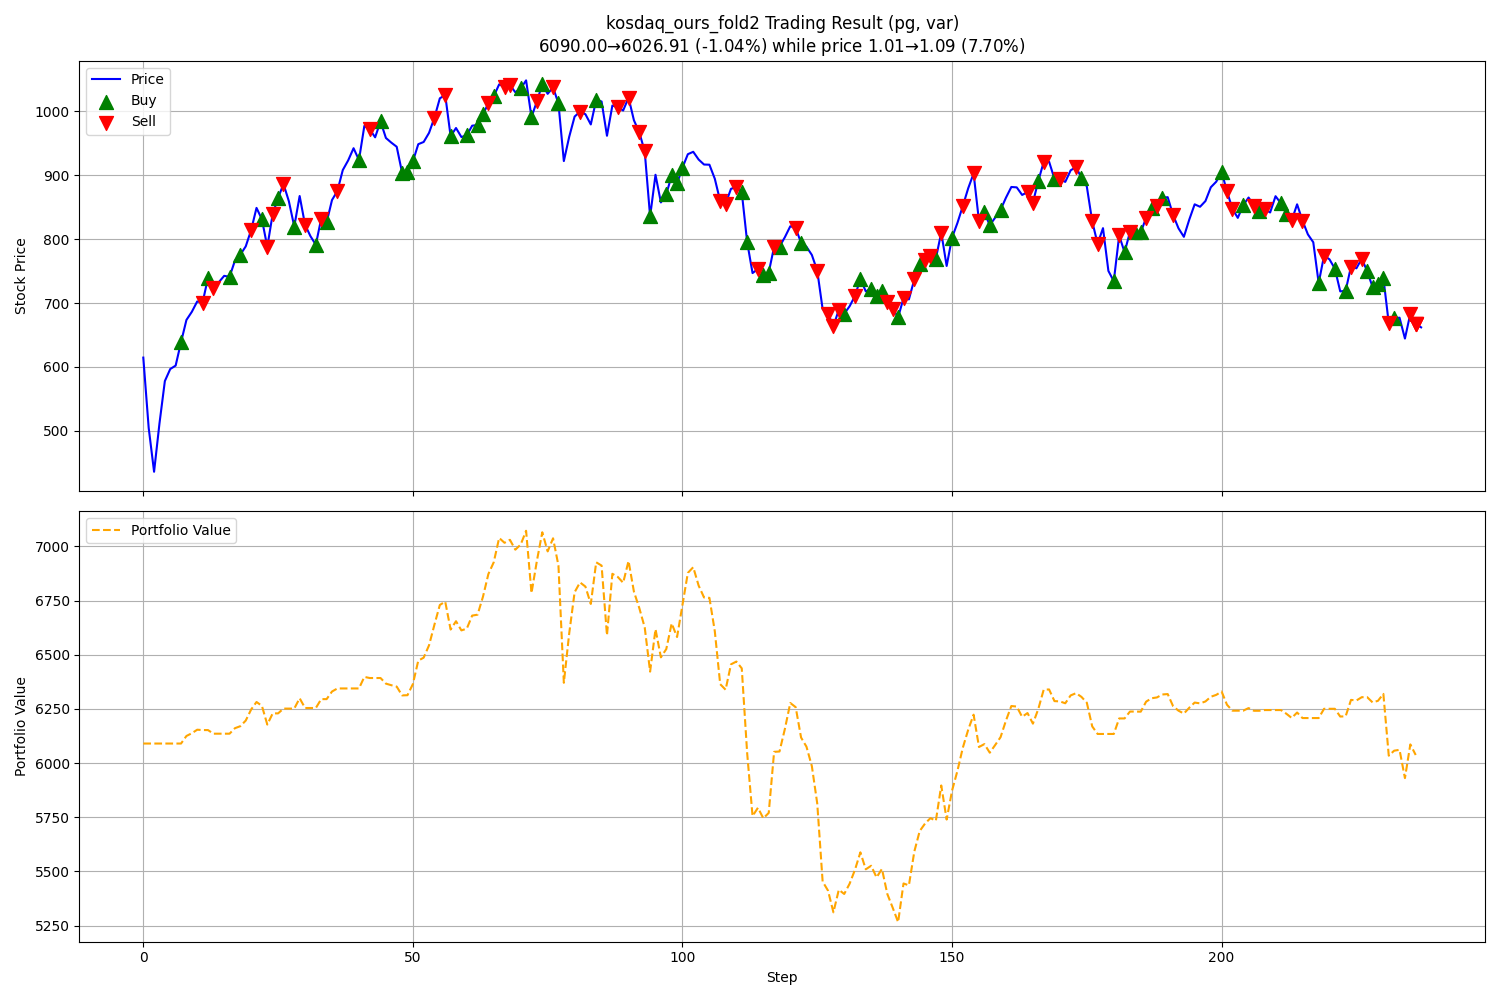 kosdaq_ours_fold2 Trading Result (pg, var)
6090.00→6026.91 (-1.04%) while price 1.01→1.09 (7.70%)
Price
Buy
Sell
Stock Price
1000
900
800
700
600
500
Portfolio Value
Portfolio Value
7000
6750
6500
6250
6000
5750
5500
5250
0
50
100
150
200
Step